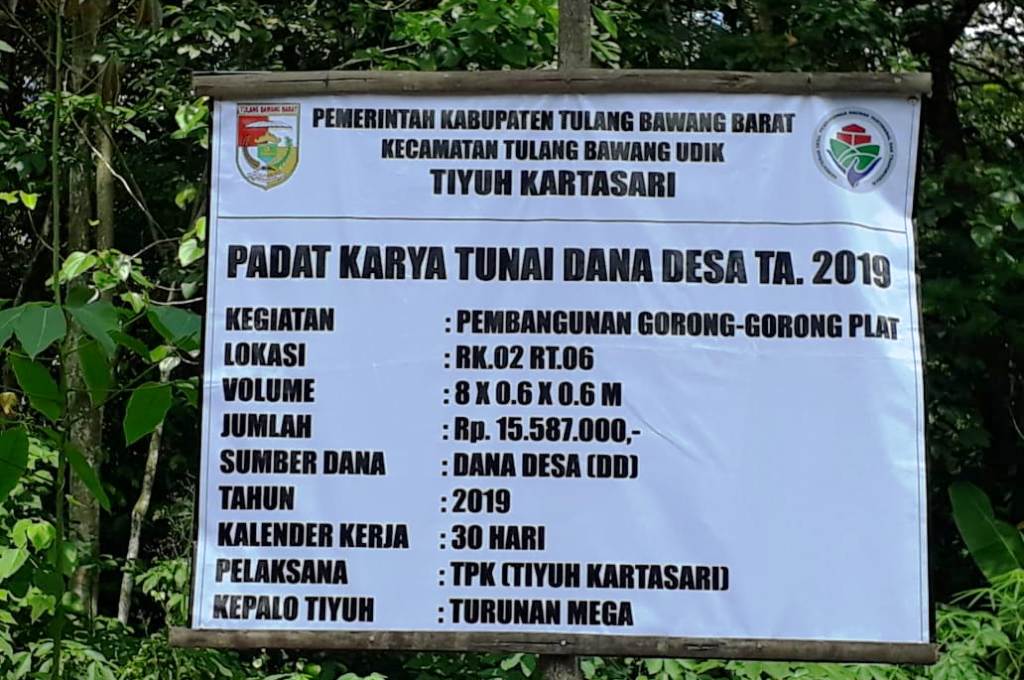 TULANG BAWANG BARAT
PEMERINTAH KABUPATEN TULANG BAWANG BARAT
KECAMATAN TULANG BAWANG UDIK
TIYUH KARTASARI
PADAT KARYA TUNAI DANA DESA TA. 2019
KEGIATAN : PEMBANGUNAN GORONG-GORONG PLAT
LOKASI : RK.02 RT.06
VOLUME : 8 X 0.6 X 0.6 M
JUMLAH : Rp. 15.587.000,-
SUMBER DANA : DANA DESA (DD)
TAHUN : 2019
KALENDER KERJA : 30 HARI
PELAKSANA : TPK (TIYUH KARTASARI)
KEPALO TIYUH : TURUNAN MEGA